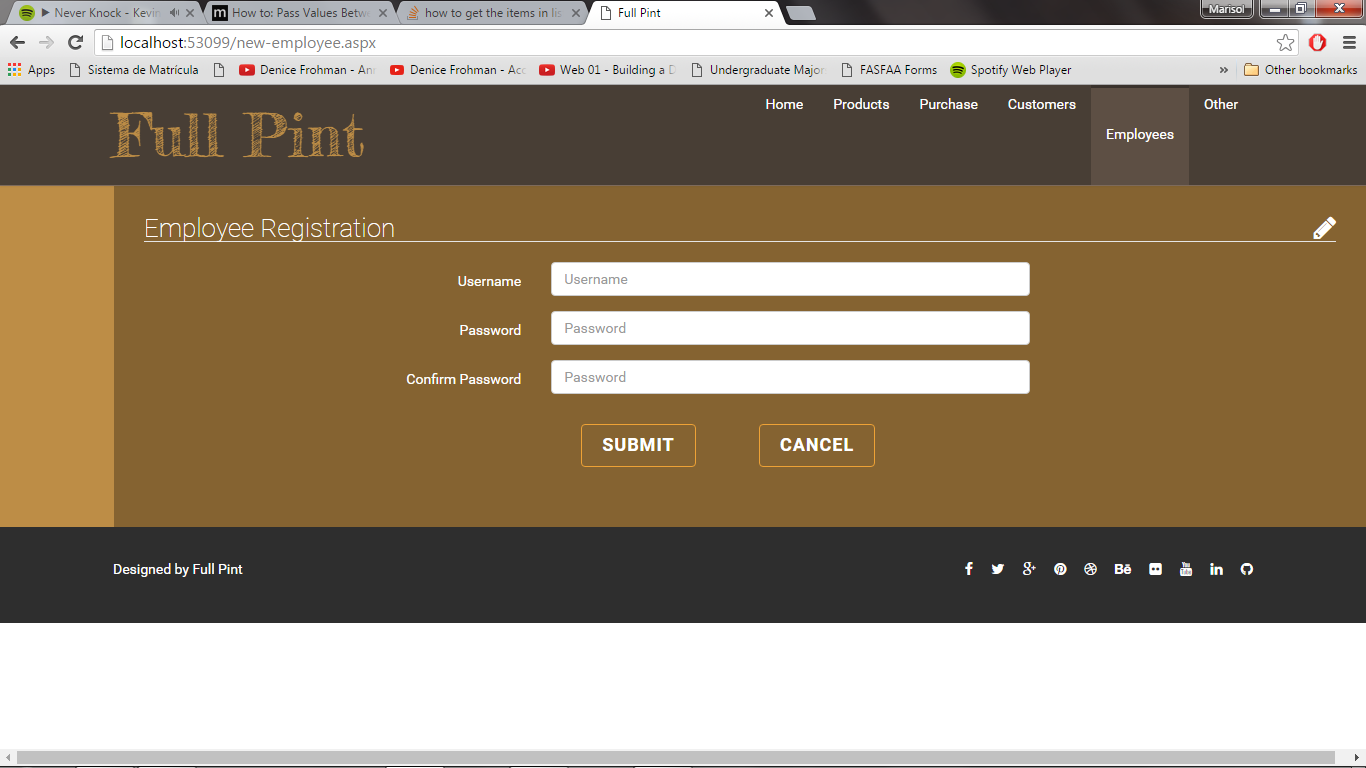 Never Knock - Kevin
How to: Pass Values Betwe
how to get the items in lis
Full Pint
Marisol
localhost:53099/new-employee.aspx
Apps
Sistema de Matrícula
Denice Frohman - Ann
Denice Frohman - Acc
Web 01 - Building a D
Undergraduate Major
FASFAA Forms
Spotify Web Player
»
Other bookmarks
Full Pint
Home
Products
Purchase
Customers
Employees
Other
Employee Registration
Username
Username
Password
Password
Confirm Password
Password
SUBMIT
CANCEL
Designed by Full Pint